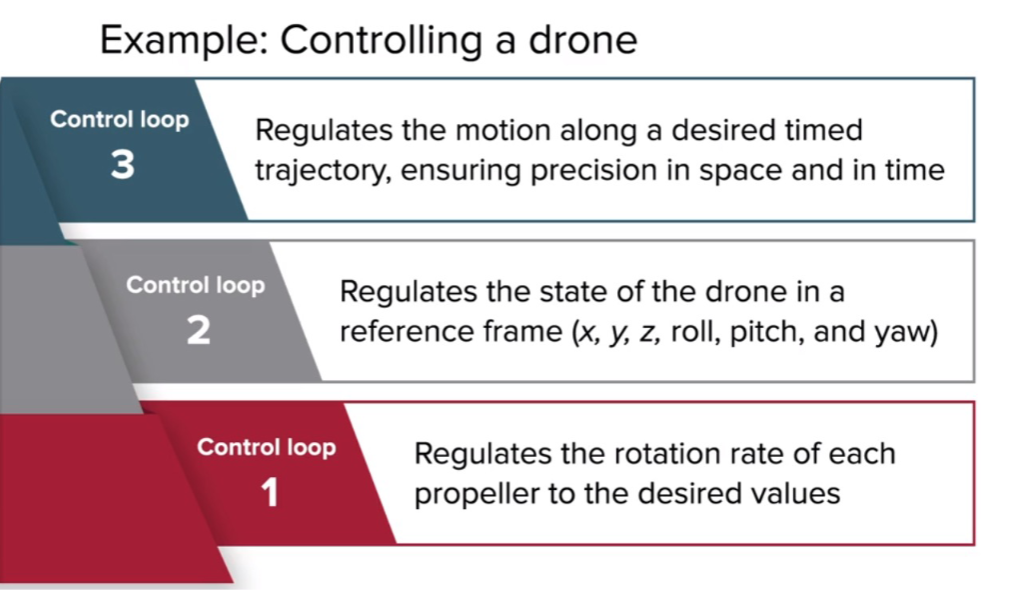 Example: Controlling a drone
Control loop
3
Regulates the motion along a desired timed
trajectory, ensuring precision in space and in time
Control loop
2
Regulates the state of the drone in a
reference frame (x, y, z, roll, pitch, and yaw)
Control loop
1
Regulates the rotation rate of each
propeller to the desired values